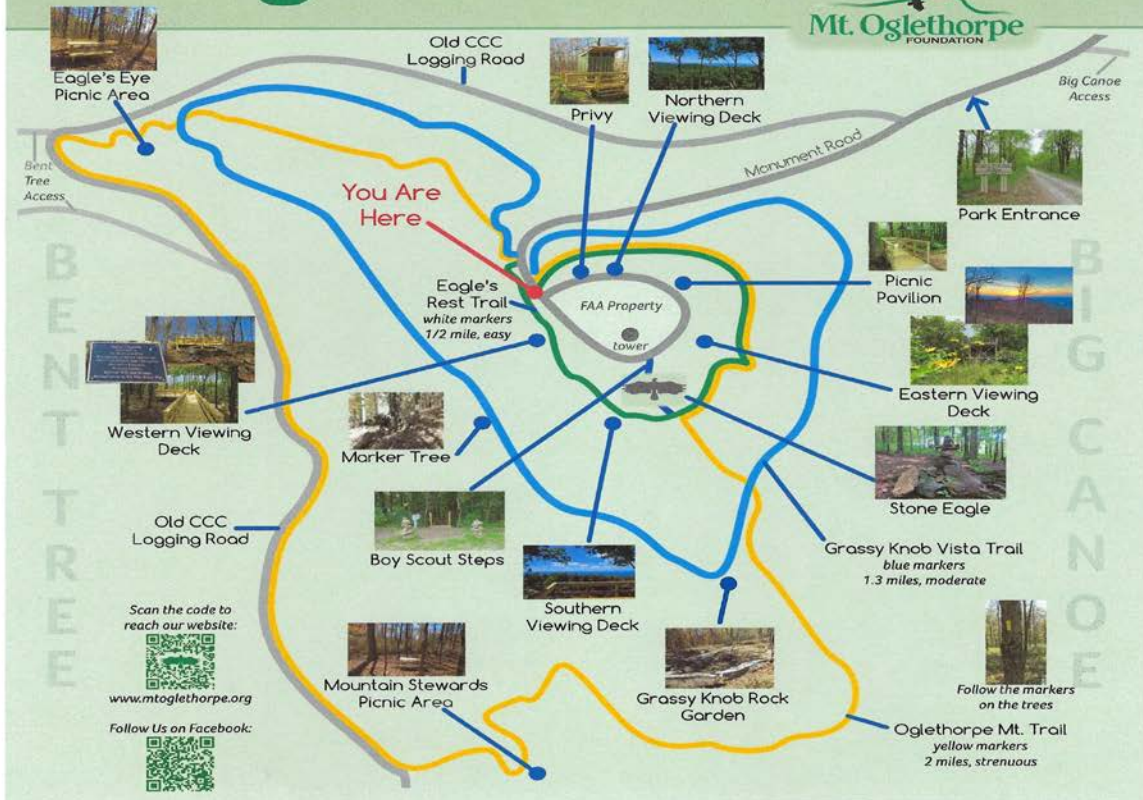 Mt. Oglethorpe
FOUNDATION
Eagle's Eye
Picnic Area
Old CCC
Logging Road
Privy
Northern
Viewing Deck
Big Canoe
Access
Monument Road
Park Entrance
Bent
Tree
Access
You Are
Here
Picnic
Pavilion
Eagle's
Rest Trail
white markers
1/2 mile, easy
FAA Property
tower
BENT TREE
BIG CANOE
Western Viewing
Deck
Marker Tree
Eastern Viewing
Deck
Stone Eagle
Old CCC
Logging Road
Boy Scout Steps
Southern
Viewing Deck
Grassy Knob Vista Trail
blue markers
1.3 miles, moderate
Scan the code to
reach our website:
www.mtoglethorpe.org
Follow Us on Facebook:
Mountain Stewards
Picnic Area
Grassy Knob Rock
Garden
Follow the markers
on the trees
Oglethorpe Mt. Trail
yellow markers
2 miles, strenuous